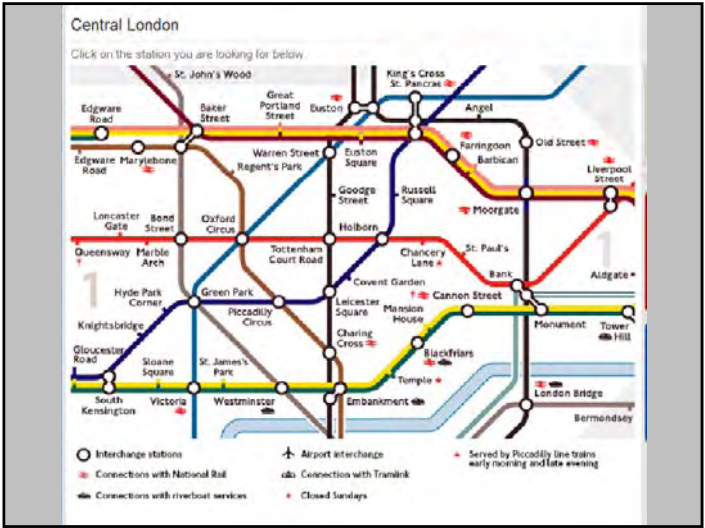 Central London
Click on the station you are looking for below.
St. John's Wood
King's Cross
St. Pancras
Edgware
Road
Baker
Street
Great
Portland
Street
Euston
Angel
Old Street
Farringdon
Barbican
Liverpool
Street
Edgware
Road
Marylebone
Warren Street
Regent's Park
Euston
Square
Goodge
Street
Russell
Square
Moorgate
Lancaster
Gate
Bond
Street
Oxford
Circus
Holborn
Queensway
Marble
Arch
Tottenham
Court Road
Chancery
Lane
St. Paul's
1
1
Bank
Aldgate
Covent Garden
Hyde Park
Corner
Green Park
Piccadilly
Circus
Leicester
Square
Mansion
House
Cannon Street
Monument
Tower
Hill
Knightsbridge
Charing
Cross
Blackfriars
Gloucester
Road
Sloane
Square
St. James's
Park
Temple
London Bridge
South
Kensington
Victoria
Westminster
Embankment
Bermondsey
Interchange stations
Airport interchange
Served by Piccadilly line trains
early morning and late evening
Connections with National Rail
Connection with Tramlink
Connections with riverboat services
Closed Sundays